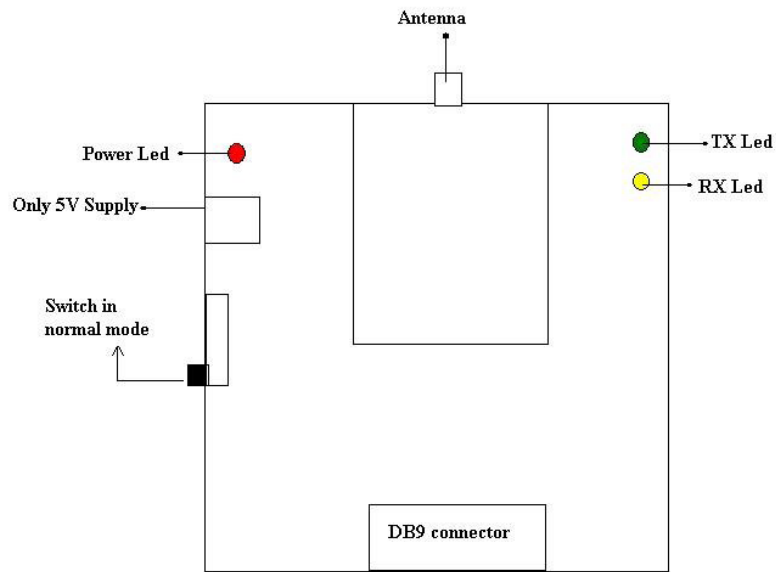 Antenna
Power Led
TX Led
RX Led
Only 5V Supply
Switch in
normal mode
DB9 connector